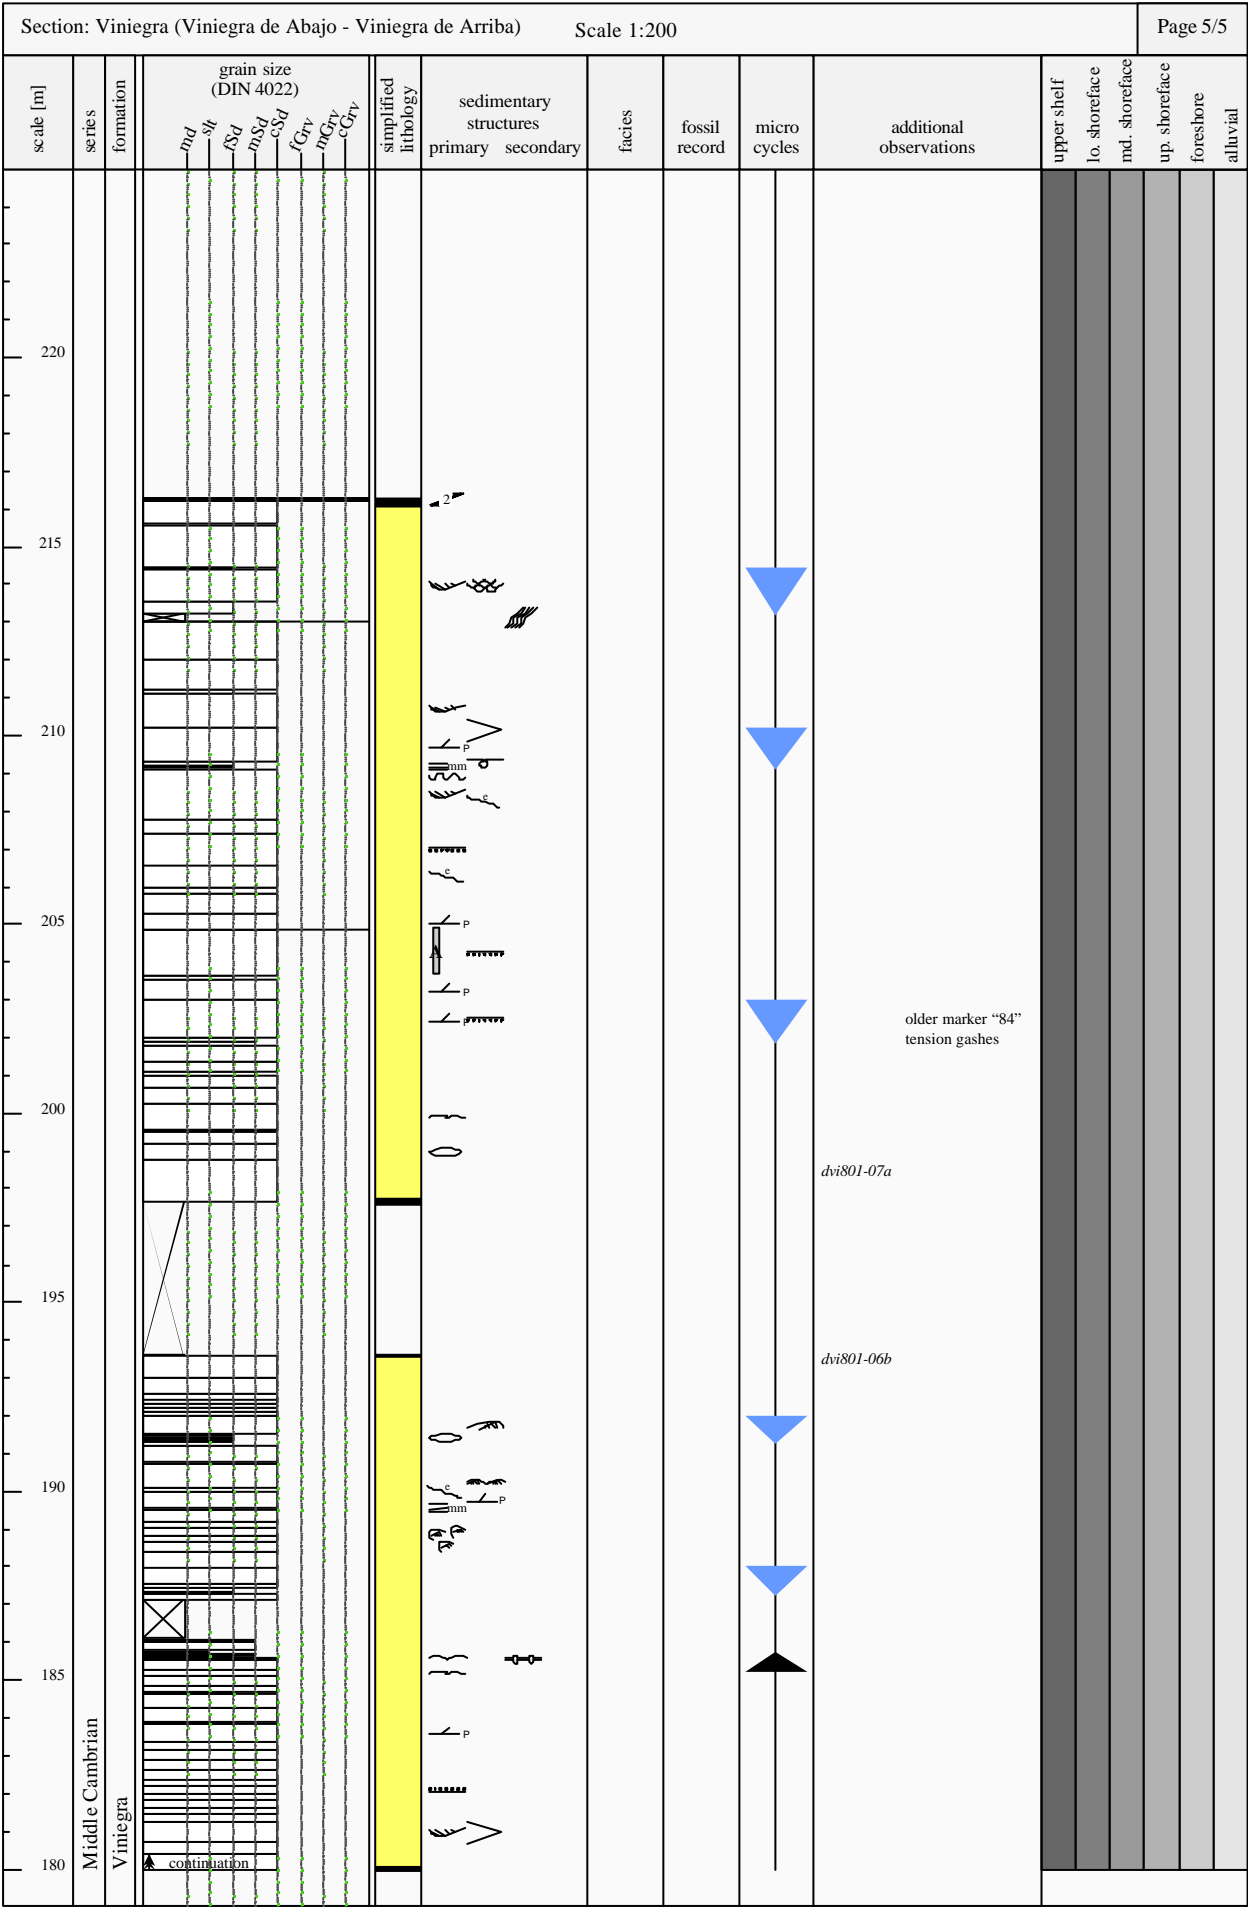 Section: Viniegra (Viniegra de Abajo - Viniegra de Arriba) Scale 1:200 Page 5/5
scale [m]
series
formation
grain size
(DIN 4022)
md
slt
fSd
mSd
cSd
fGrv
mGrv
cGrv
simplified
lithology
sedimentary
structures
primary secondary
facies
fossil
record
micro
cycles
additional
observations
upper shelf
lo. shoreface
md. shoreface
up. shoreface
foreshore
alluvial
220
2
215
210
P
mm
e
e
205
P
A
P
P
older marker “84”
tension gashes
200
dvi801-07a
195
dvi801-06b
190
e
P
mm
185
P
Middle Cambrian
Viniegra
180
continuation